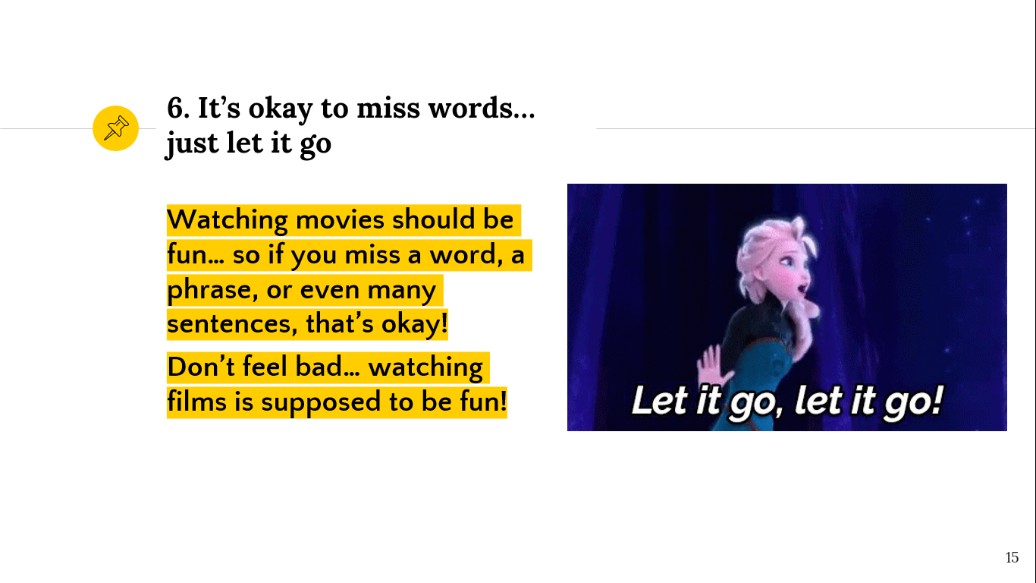 6. It’s okay to miss words…
just let it go
Watching movies should be
fun… so if you miss a word, a
phrase, or even many
sentences, that’s okay!
Don’t feel bad… watching
films is supposed to be fun!
Let it go, let it go!
15